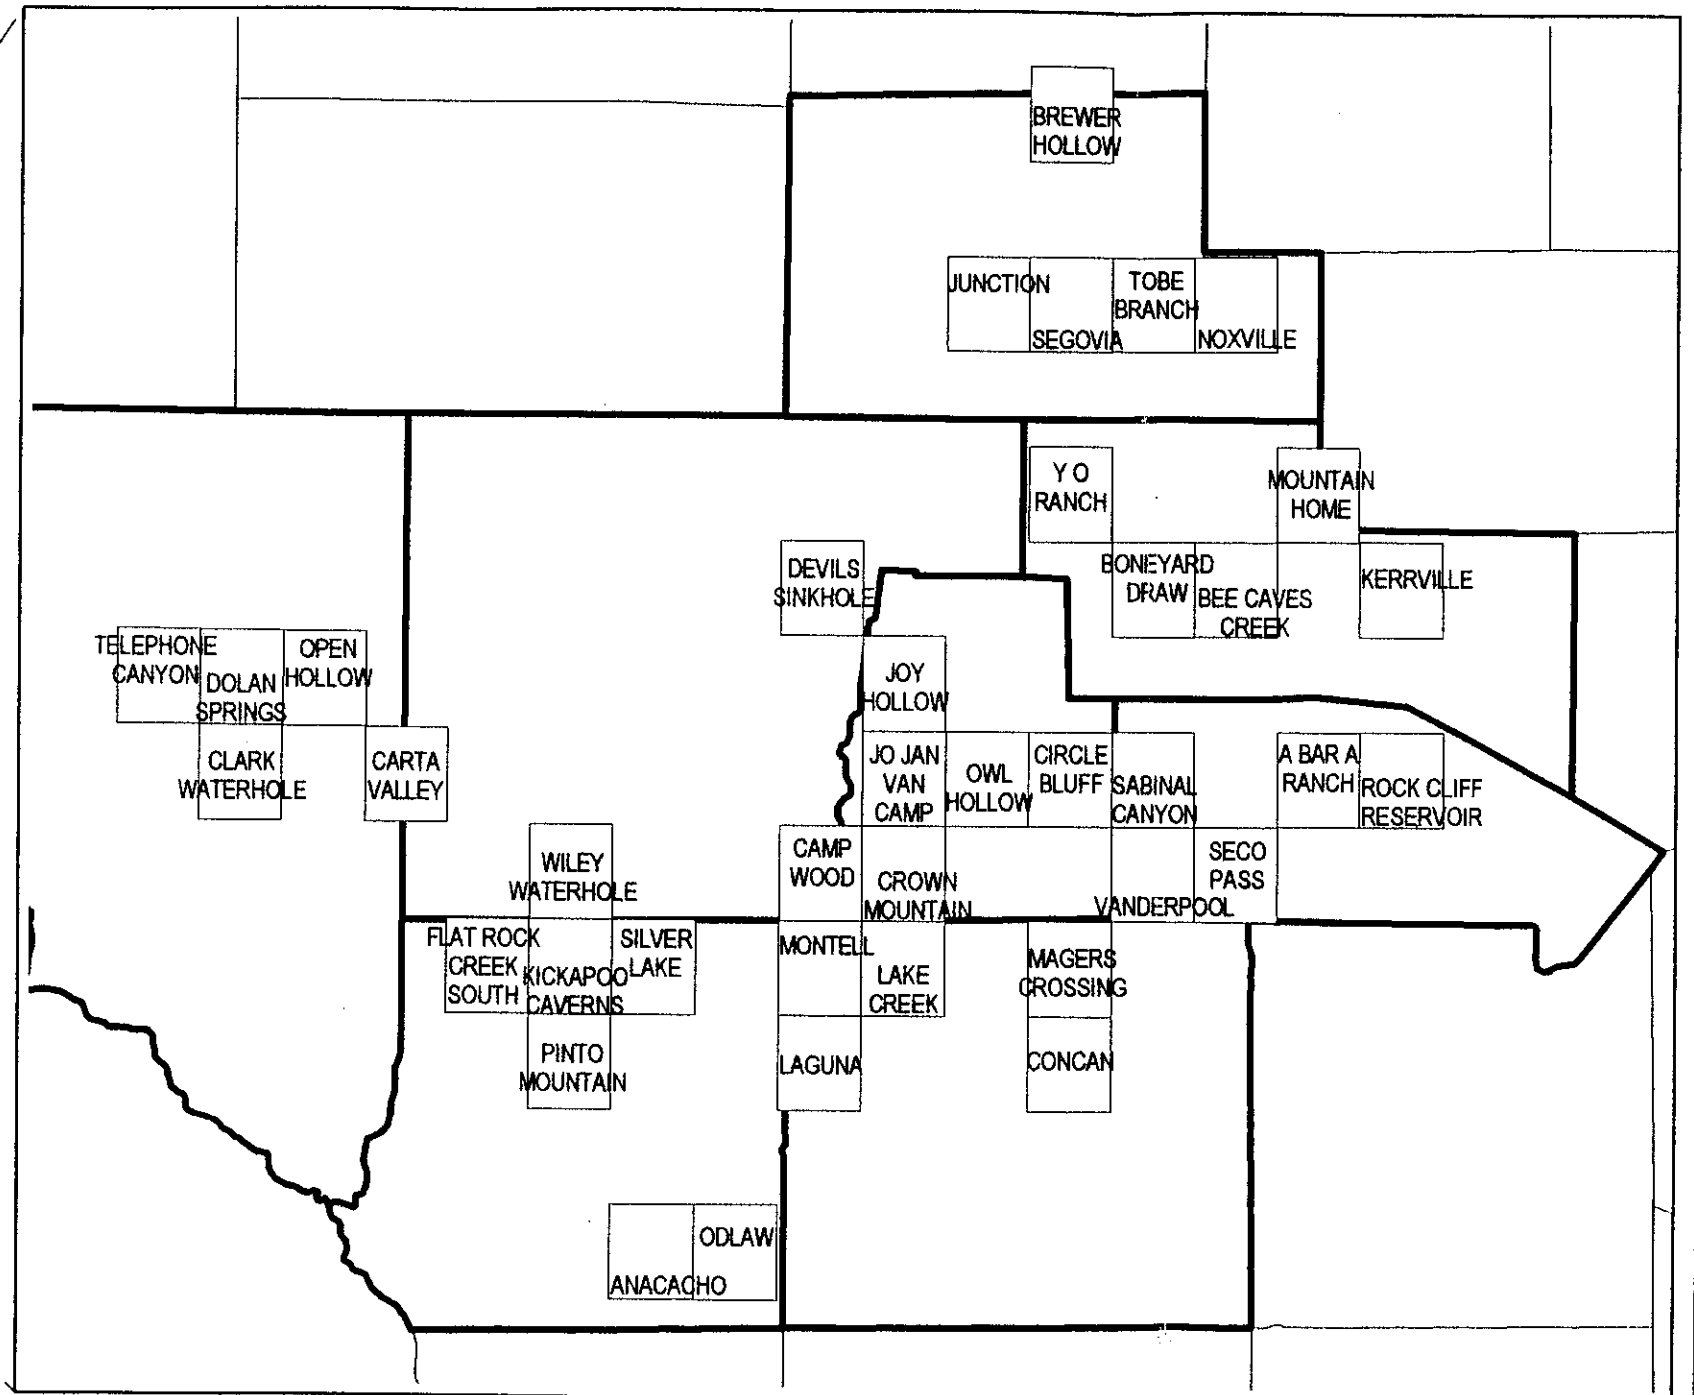 BREWER
HOLLOW
JUNCTION
SEGOVIA
TOBE
BRANCH
NOXVILLE
Y O
RANCH
MOUNTAIN
HOME
DEVILS
SINKHOLE
BONEYARD
DRAW
BEE CAVES
CREEK
KERRVILLE
TELEPHONE
CANYON
DOLAN
SPRINGS
OPEN
HOLLOW
JOY
HOLLOW
CLARK
WATERHOLE
CARTA
VALLEY
JO JAN
VAN
CAMP
OWL
HOLLOW
CIRCLE
BLUFF
SABINAL
CANYON
A BAR A
RANCH
ROCK CLIFF
RESERVOIR
WILEY
WATERHOLE
CAMP
WOOD
CROWN
MOUNTAIN
VANDERPOOL
SECO
PASS
FLAT ROCK
CREEK
SOUTH
KICKAPOO
CAVERNS
SILVER
LAKE
MONTELL
LAKE
CREEK
MAGERS
CROSSING
PINTO
MOUNTAIN
LAGUNA
CONCAN
ANACACHO
ODLAW